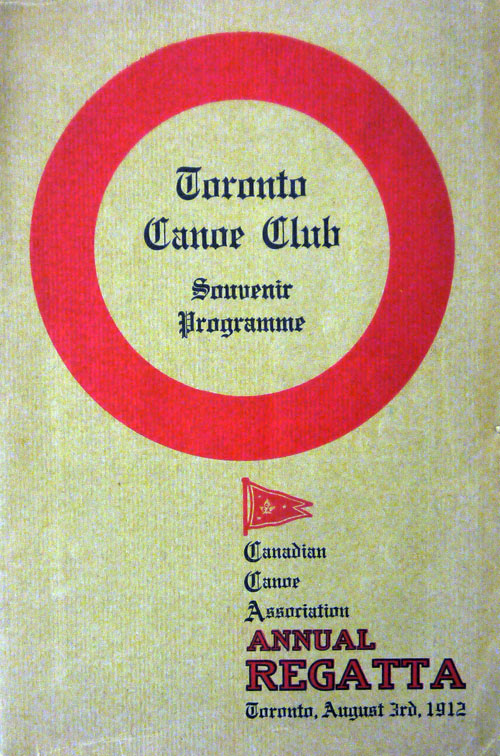 Toronto
Canoe Club
Souvenir
Programme
Canadian
Canoe
Association
ANNUAL
REGATTA
Toronto, August 3rd, 1912